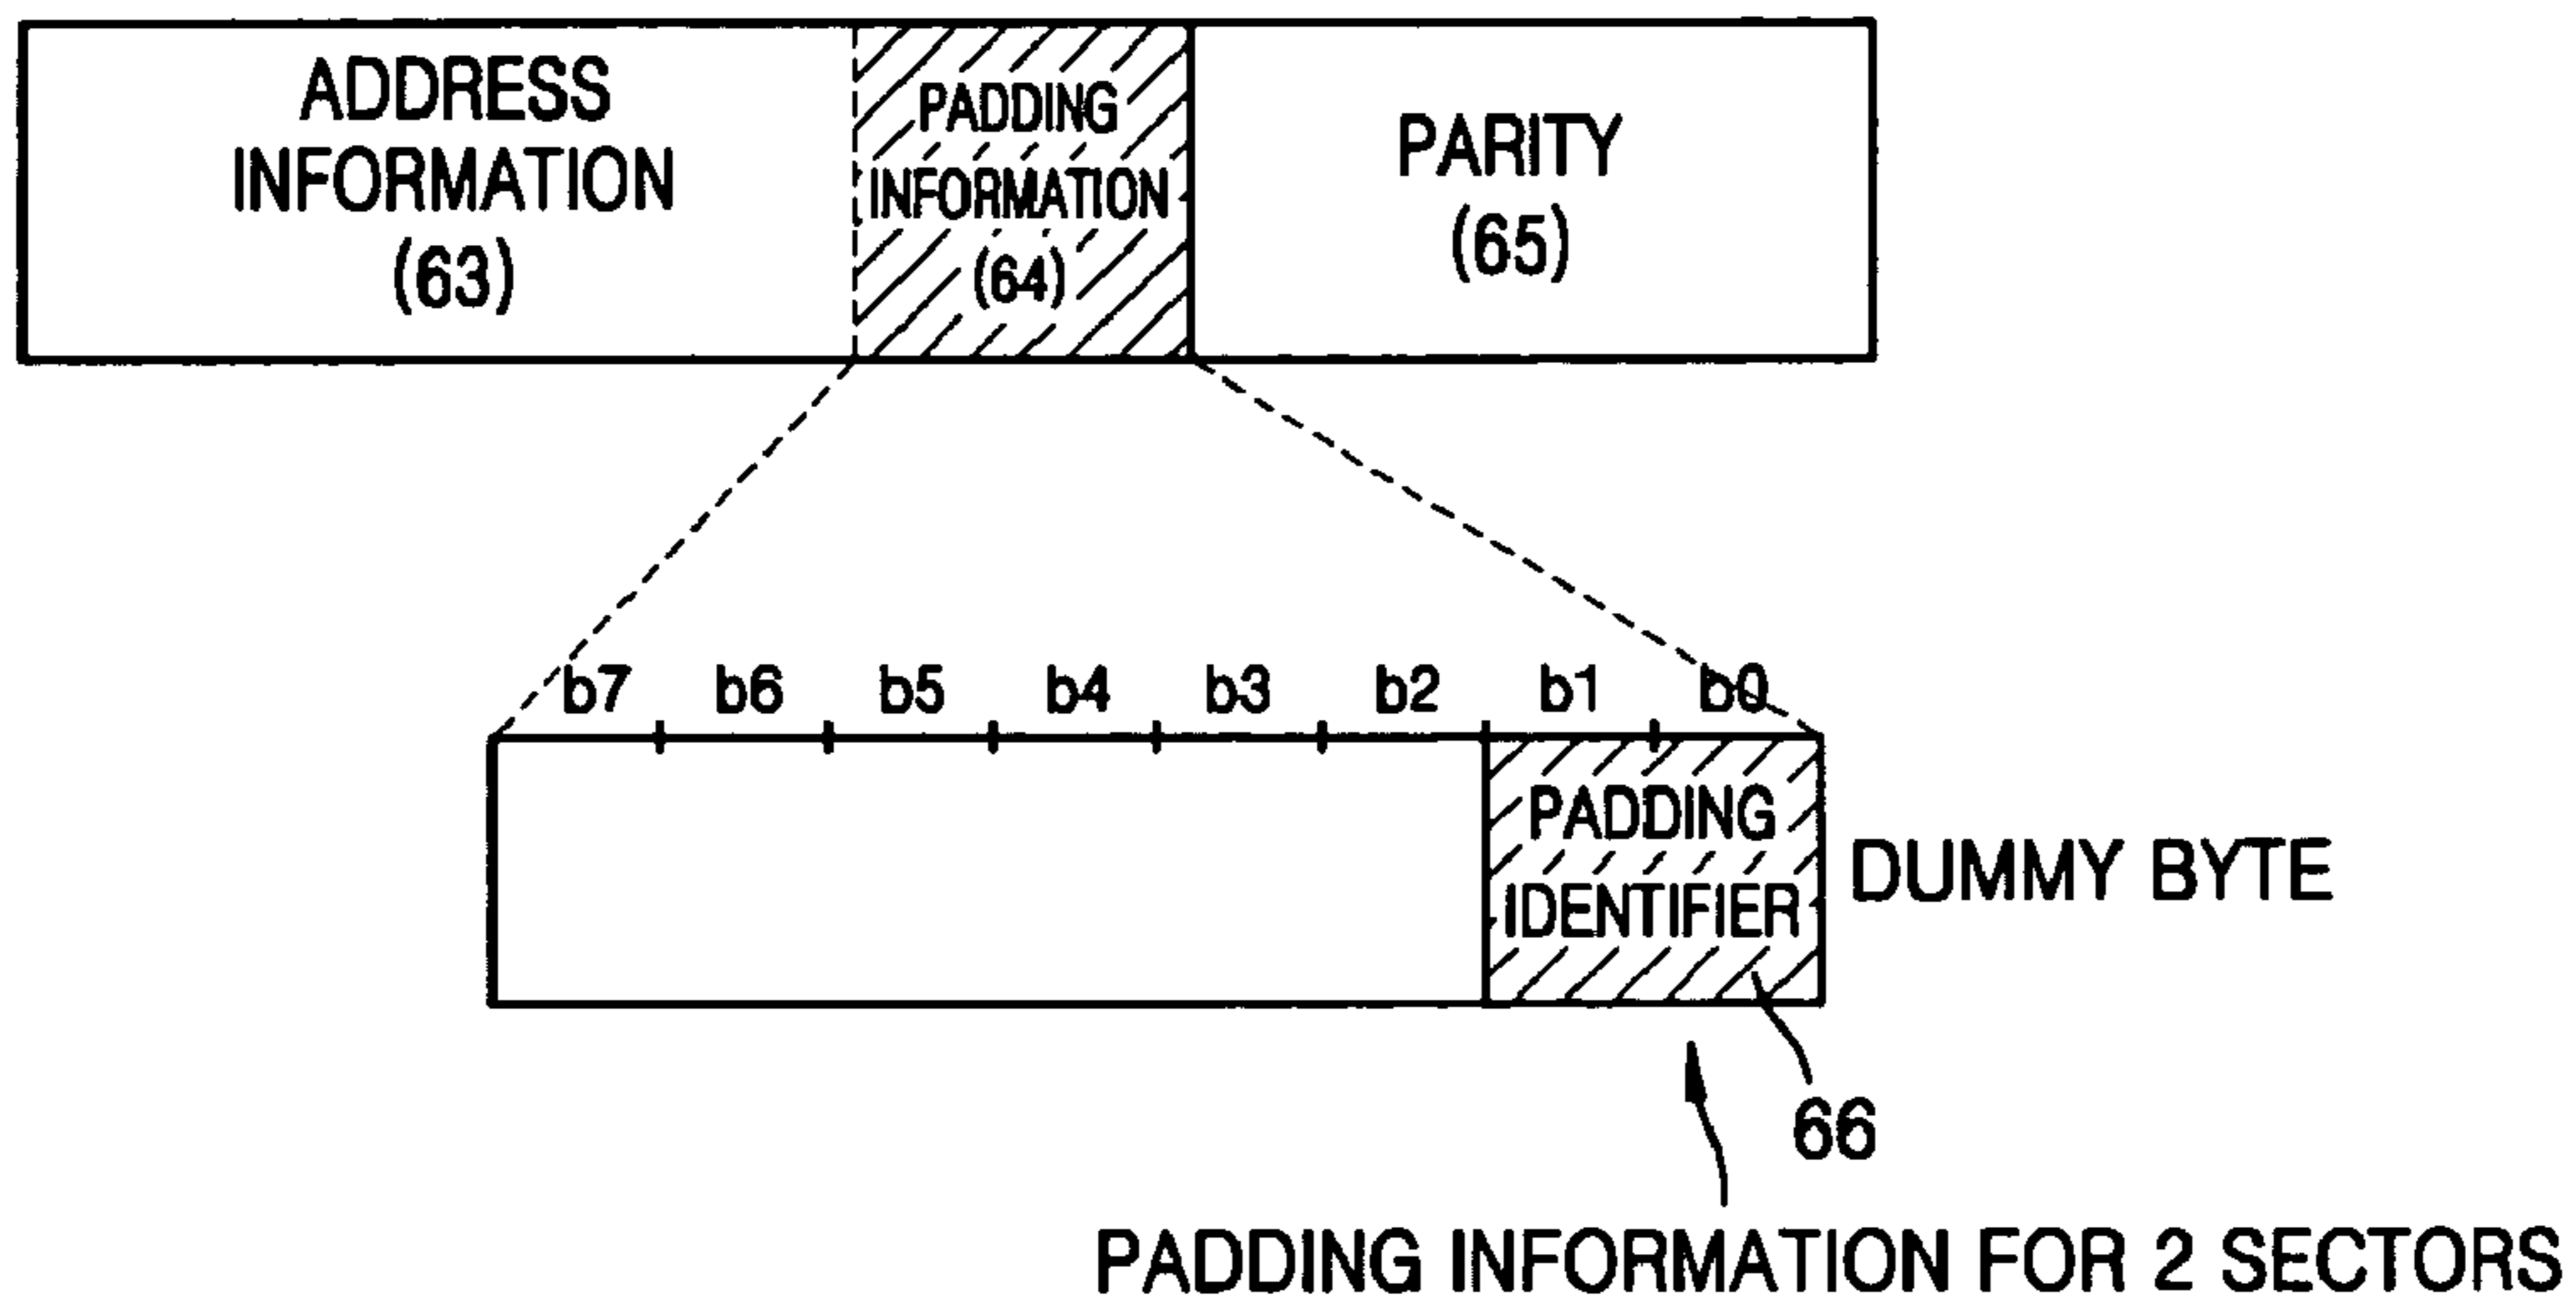 ADDRESS
INFORMATION
(63)
PADDING
INFORMATION
(64)
PARITY
(65)
b7 b6 b5 b4 b3 b2 b1 b0
PADDING
IDENTIFIER
DUMMY BYTE
66
PADDING INFORMATION FOR 2 SECTORS